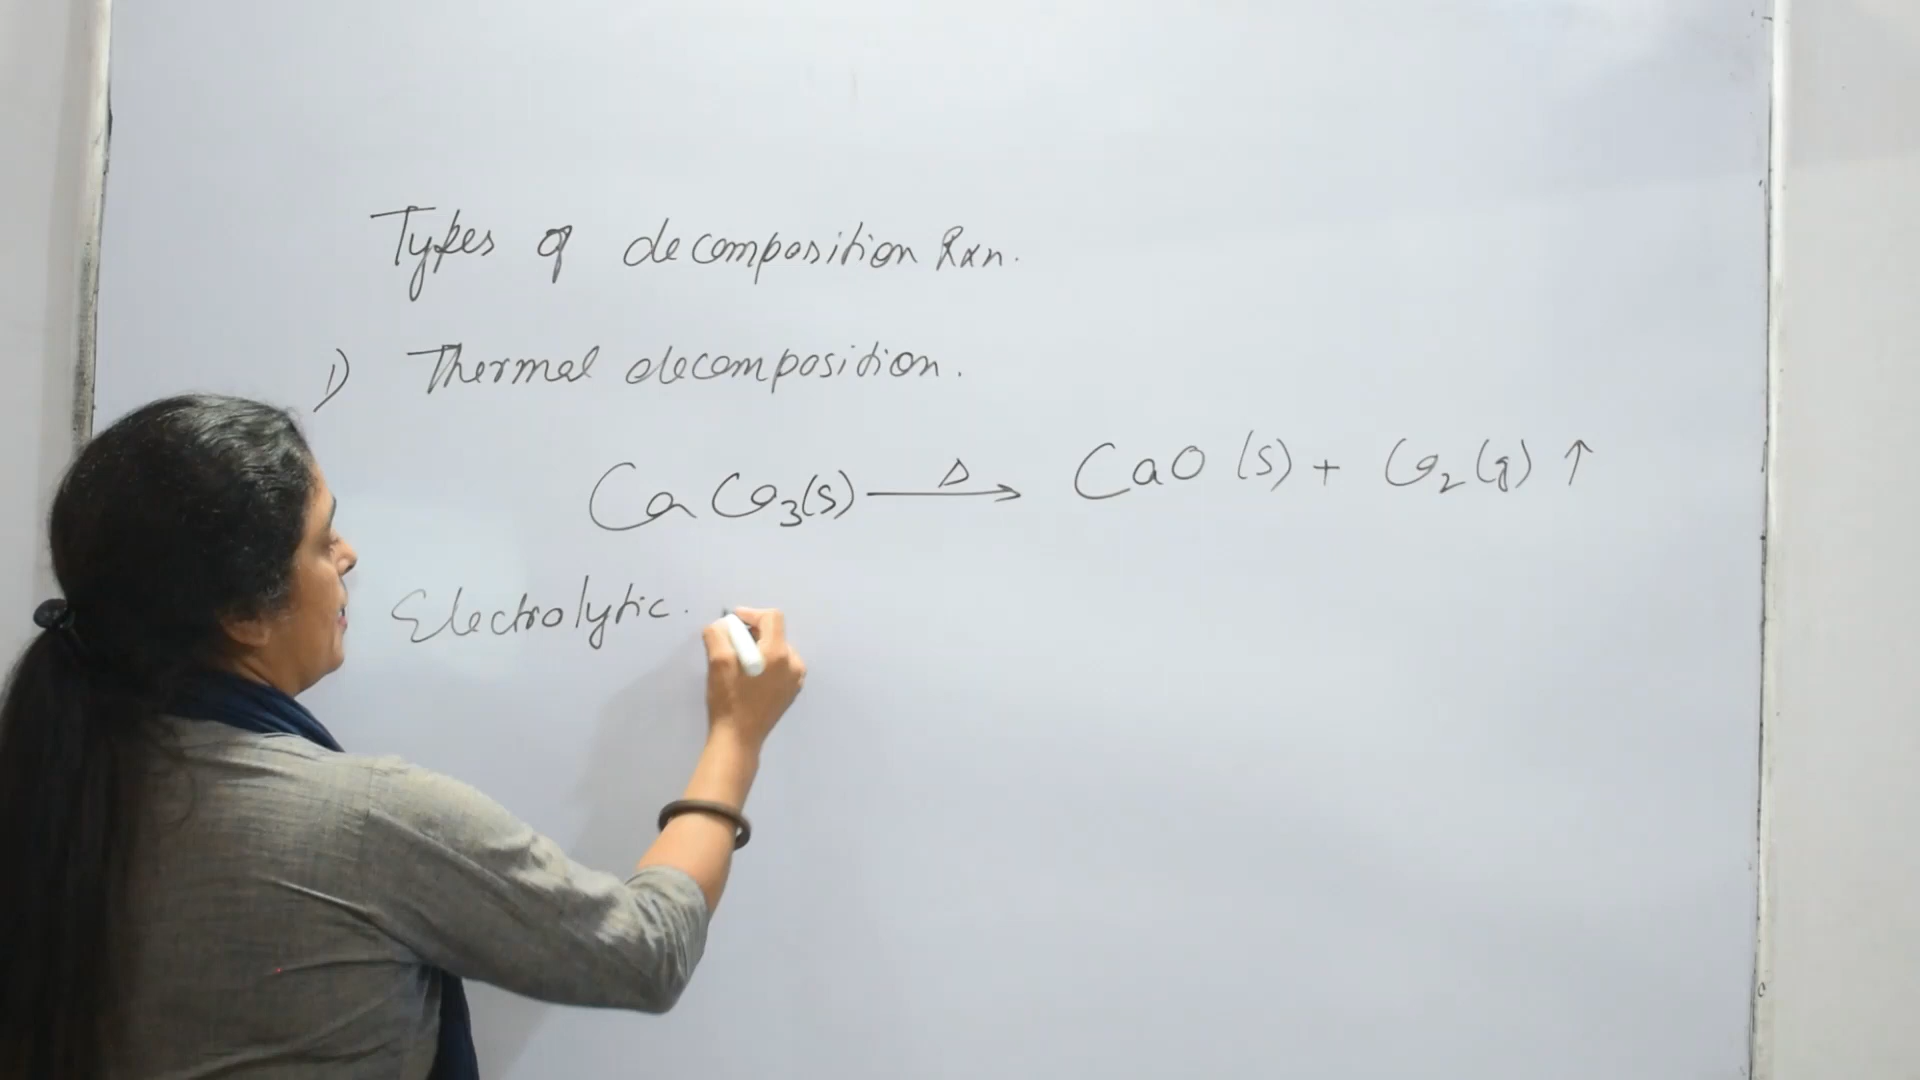 Types of decomposition Rxn.
1) Thermal decomposition.
CaCO3(s) —Δ→ CaO (s) + CO2(g) ↑
Electrolytic.